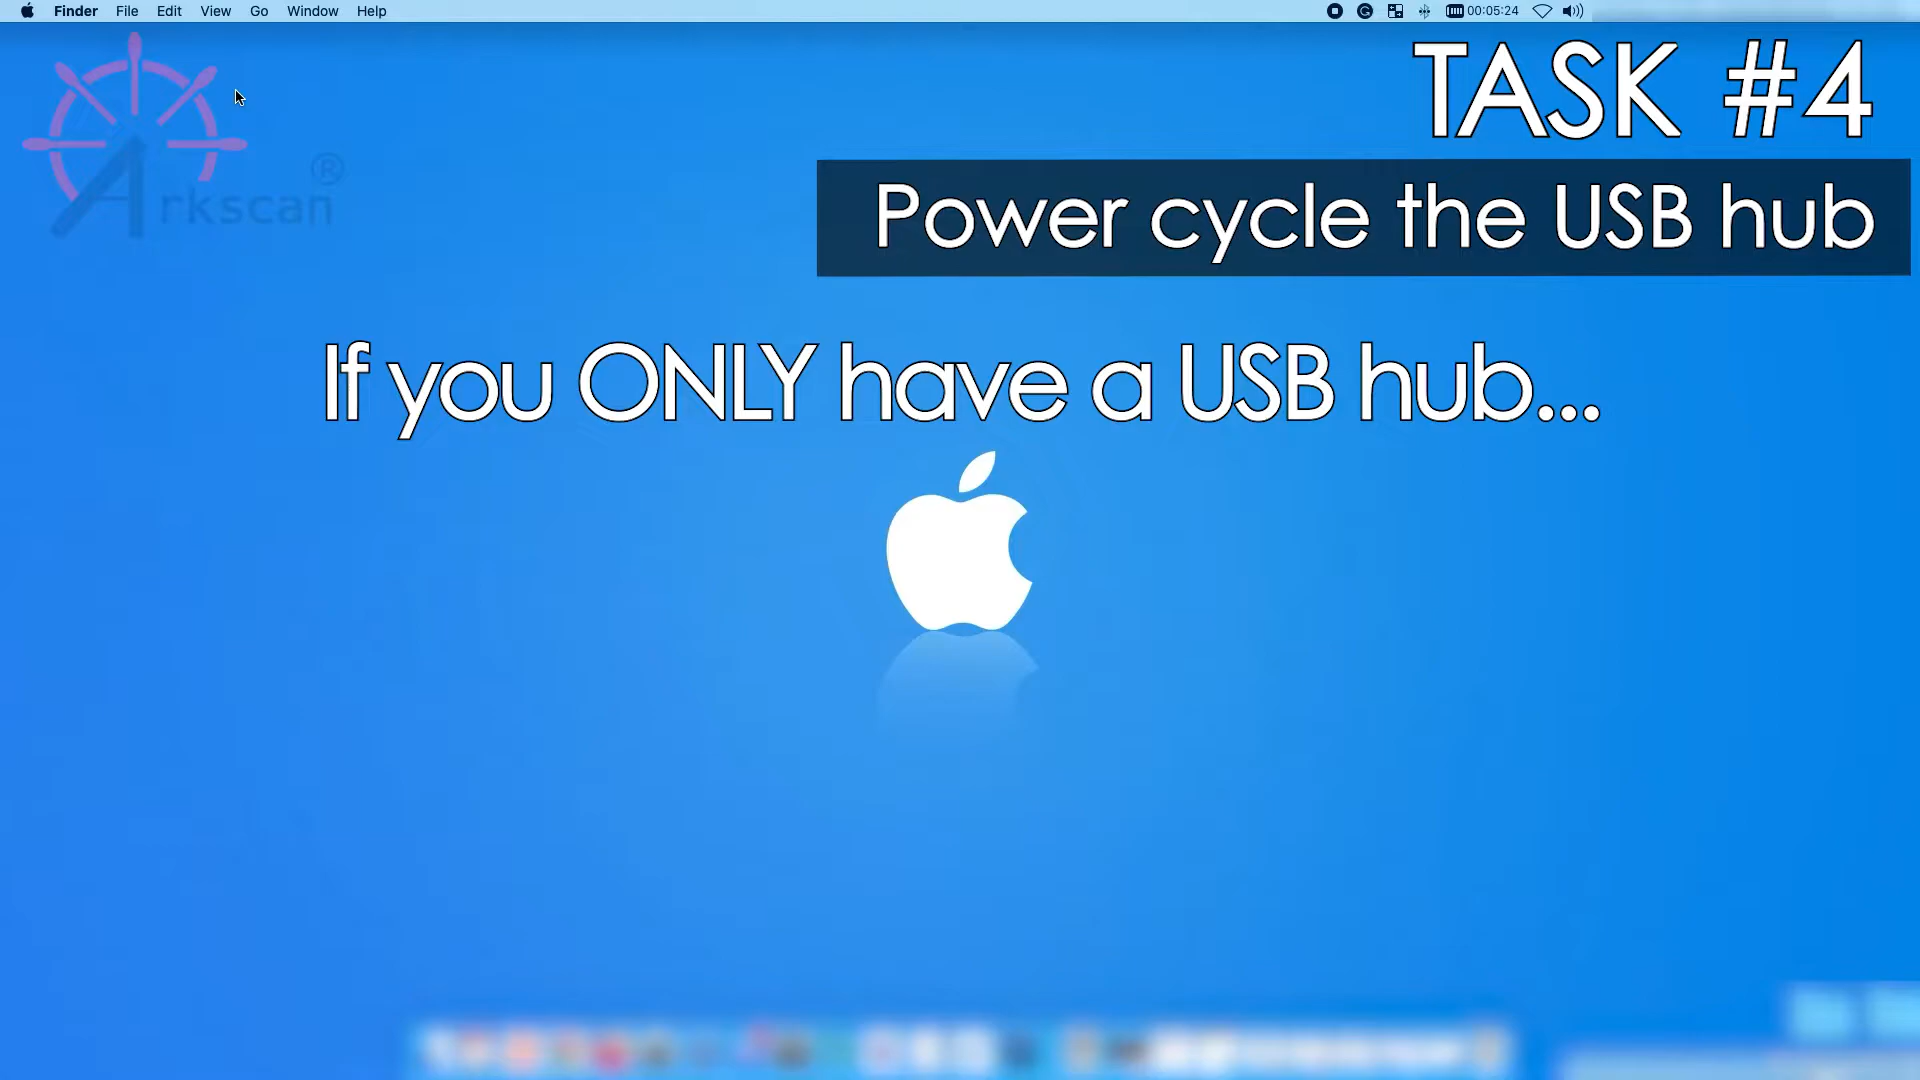 Finder File Edit View Go Window Help 00:05:24
TASK #4
Arkscan®
Power cycle the USB hub
If you ONLY have a USB hub...